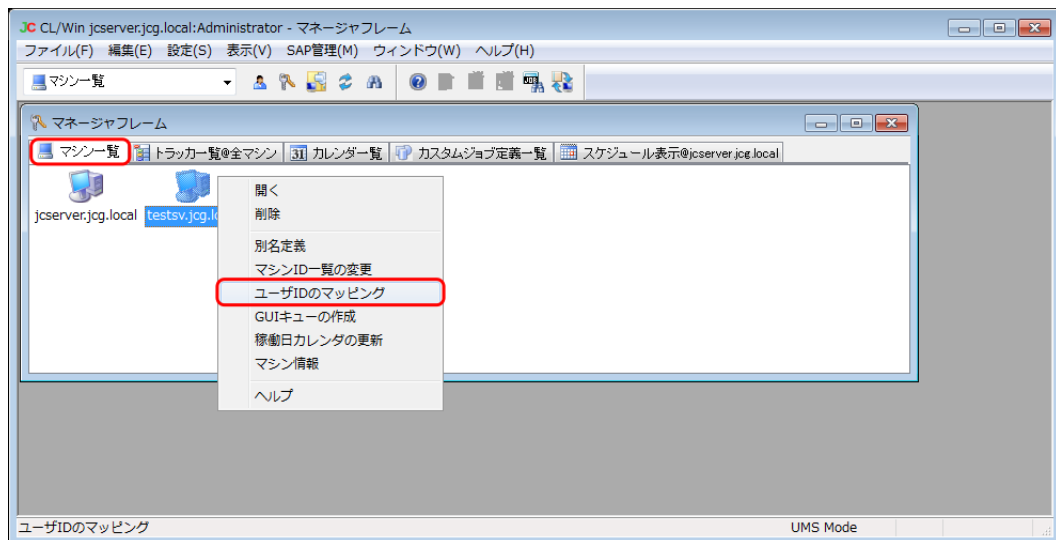 JC CL/Win jcserver.jcg.local:Administrator - マネージャフレーム
ファイル(F) 編集(E) 設定(S) 表示(V) SAP管理(M) ウィンドウ(W) ヘルプ(H)
マシン一覧
マネージャフレーム
マシン一覧 トラッカ一覧@全マシン 31 カレンダ一覧 カスタムジョブ定義一覧 スケジュール表示@jcserver.jcg.local
jcserver.jcg.local testsv.jcg.lo
開く
削除
別名定義
マシンID一覧の変更
ユーザIDのマッピング
GUIキューの作成
稼働日カレンダの更新
マシン情報
ヘルプ
ユーザIDのマッピング UMS Mode